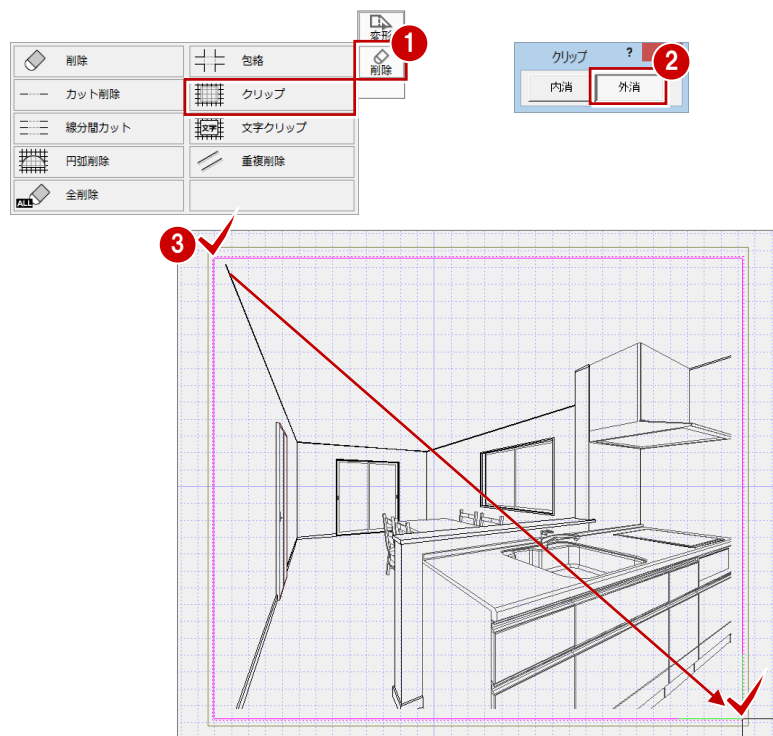 変形
1
削除
削除
包絡
カット削除
クリップ
線分間カット
文字
文字クリップ
円弧削除
重複削除
ALL
全削除
クリップ ?
2
内消 外消
3